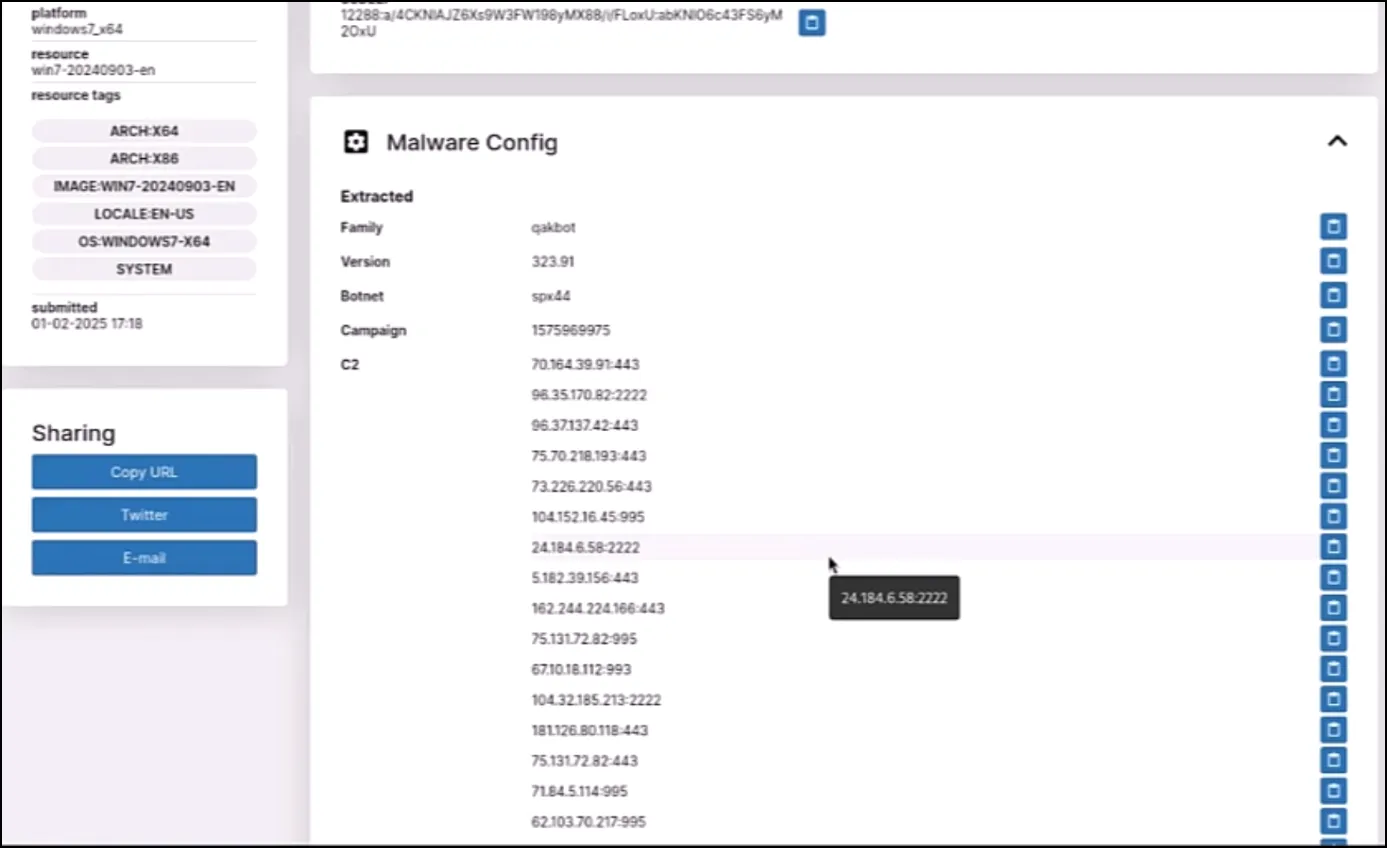 platform
windows7_x64
resource
win7-20240903-en
resource tags
ARCH:X64
ARCH:X86
IMAGE:WIN7-20240903-EN
LOCALE:EN-US
OS:WINDOWS7-X64
SYSTEM
submitted
01-02-2025 17:18
Sharing
Copy URL
Twitter
E-mail
12288:a/4CKNIAJZ6Xs9W3FW198yMX88/i/FLoxU:abKNIO6c43FS6yM
2OxU
Malware Config
Extracted
Family qakbot
Version 323.91
Botnet spx44
Campaign 1575969975
C2 70.164.39.91:443
96.35.170.82:2222
96.37.137.42:443
75.70.218.193:443
73.226.220.56:443
104.152.16.45:995
24.184.6.58:2222
5.182.39.156:443
24.184.6.58:2222
162.244.224.166:443
75.131.72.82:995
67.10.18.112:993
104.32.185.213:2222
181.126.80.118:443
75.131.72.82:443
71.84.5.114:995
62.103.70.217:995